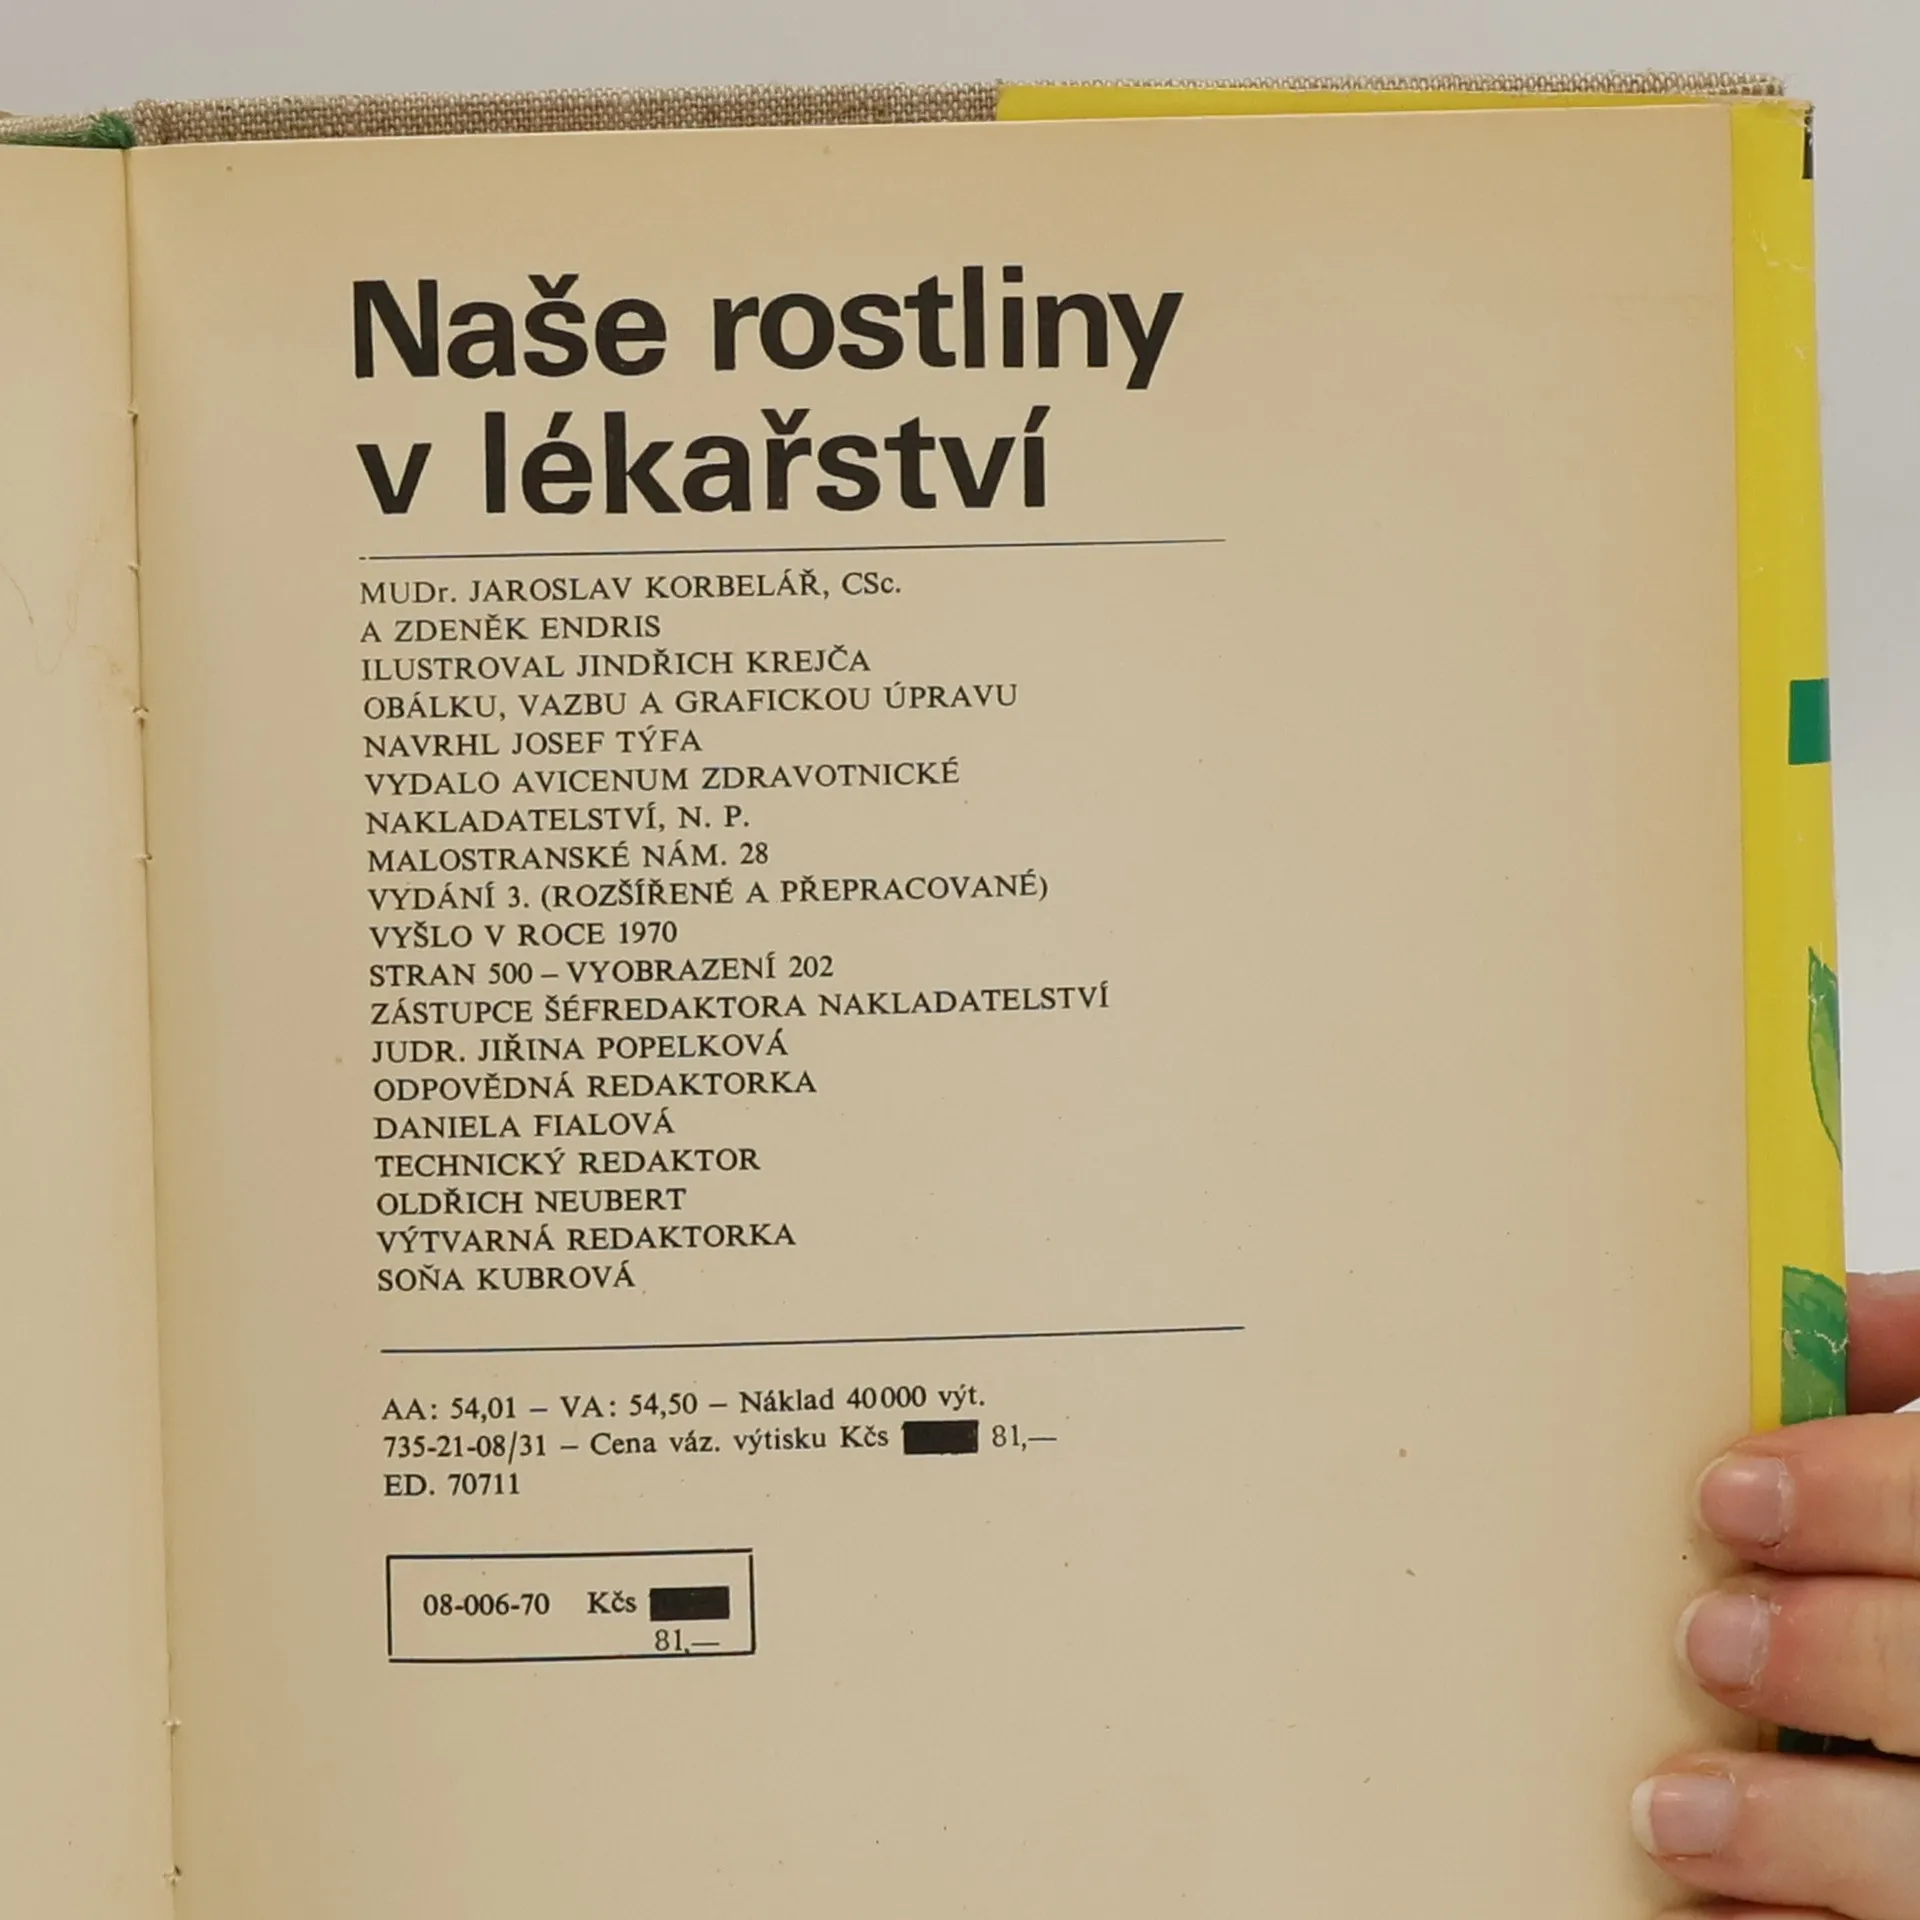 Naše rostliny
v lékařství
MUDr. JAROSLAV KORBELÁŘ, CSc.
A ZDENĚK ENDRIS
ILUSTROVAL JINDŘICH KREJČA
OBÁLKU, VAZBU A GRAFICKOU ÚPRAVU
NAVRHL JOSEF TÝFA
VYDALO AVICENUM ZDRAVOTNICKÉ
NAKLADATELSTVÍ, N. P.
MALOSTRANSKÉ NÁM. 28
VYDÁNÍ 3. (ROZŠÍŘENÉ A PŘEPRACOVANÉ)
VYŠLO V ROCE 1970
STRAN 500 – VYOBRAZENÍ 202
ZÁSTUPCE ŠÉFREDAKTORA NAKLADATELSTVÍ
JUDR. JIŘINA POPELKOVÁ
ODPOVĚDNÁ REDAKTORKA
DANIELA FIALOVÁ
TECHNICKÝ REDAKTOR
OLDŘICH NEUBERT
VÝTVARNÁ REDAKTORKA
SOŇA KUBROVÁ
AA: 54,01 – VA: 54,50 – Náklad 40 000 výt.
735-21-08/31 – Cena váz. výtisku Kčs 81,—
ED. 70711
08-006-70 Kčs
81,—